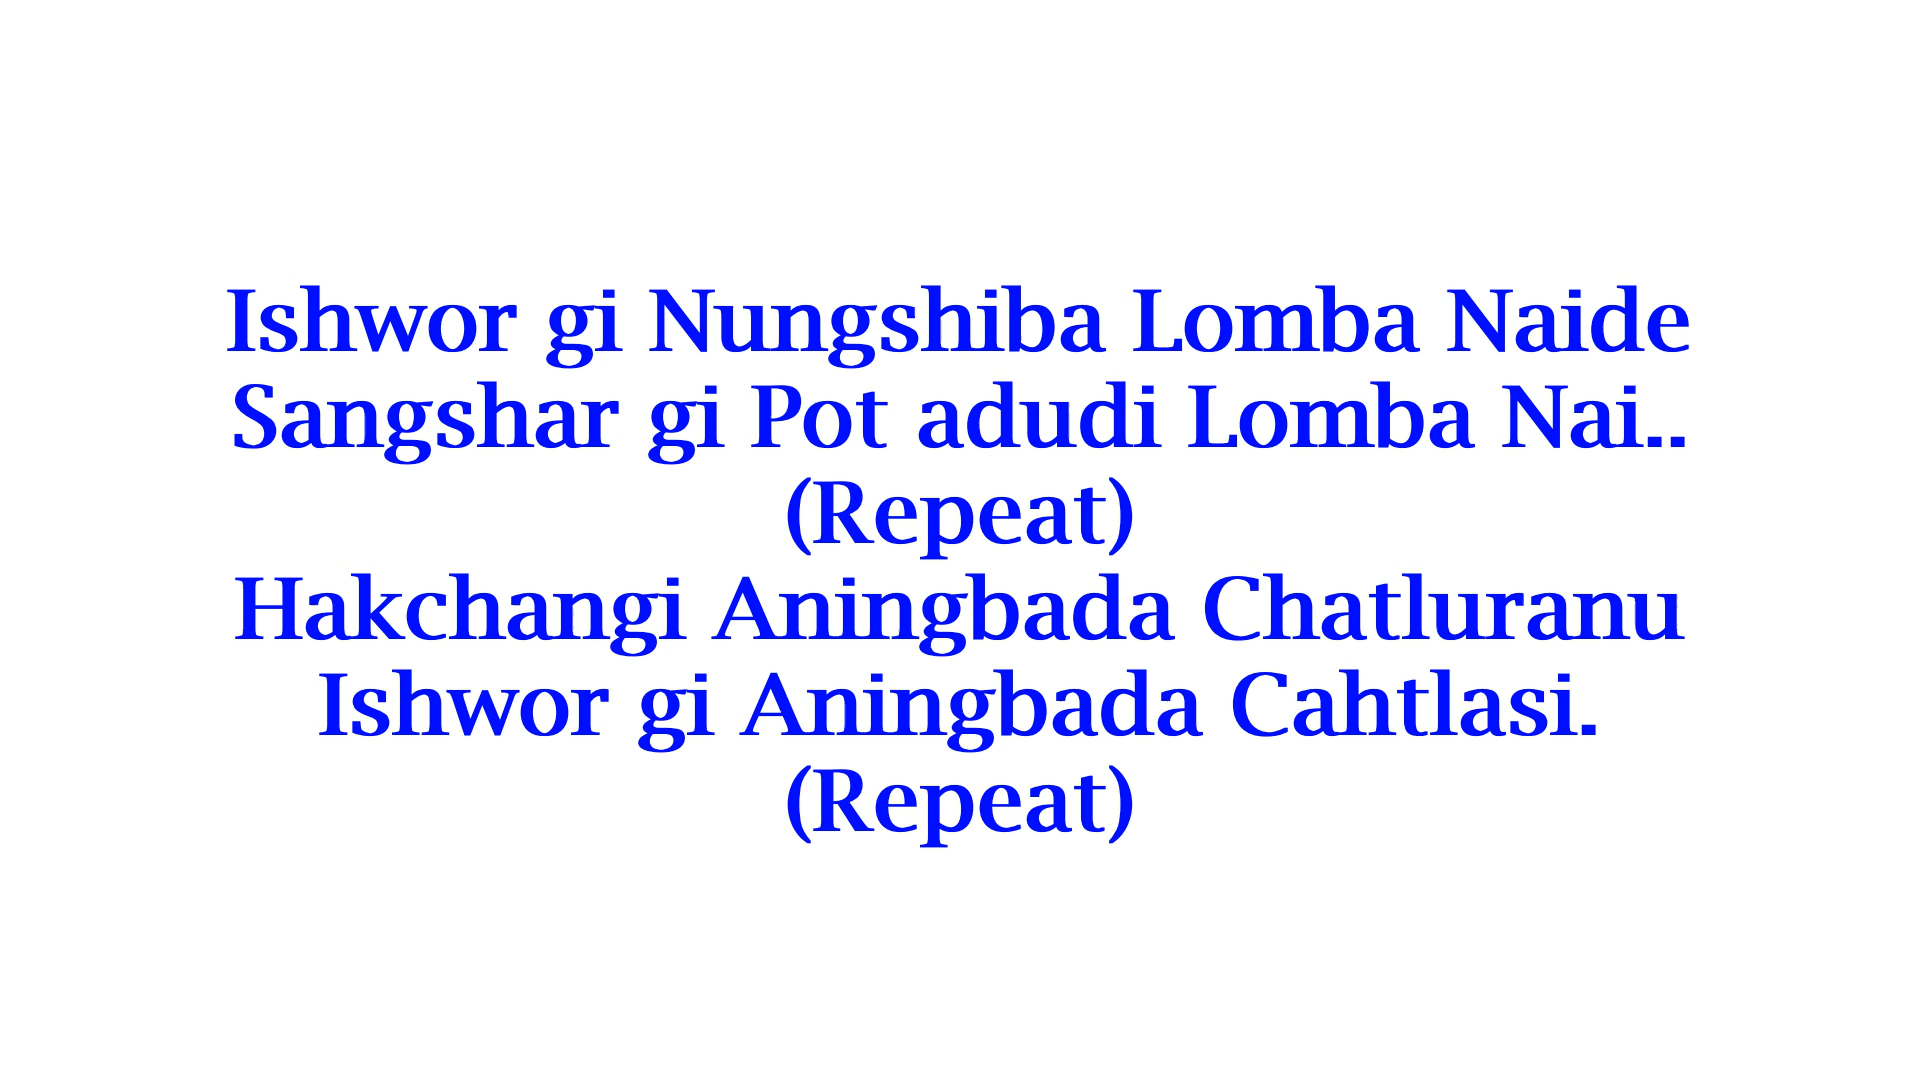 Ishwor gi Nungshiba Lomba Naide
Sangshar gi Pot adudi Lomba Nai..
(Repeat)
Hakchangi Aningbada Chatluranu
Ishwor gi Aningbada Cahtlasi.
(Repeat)